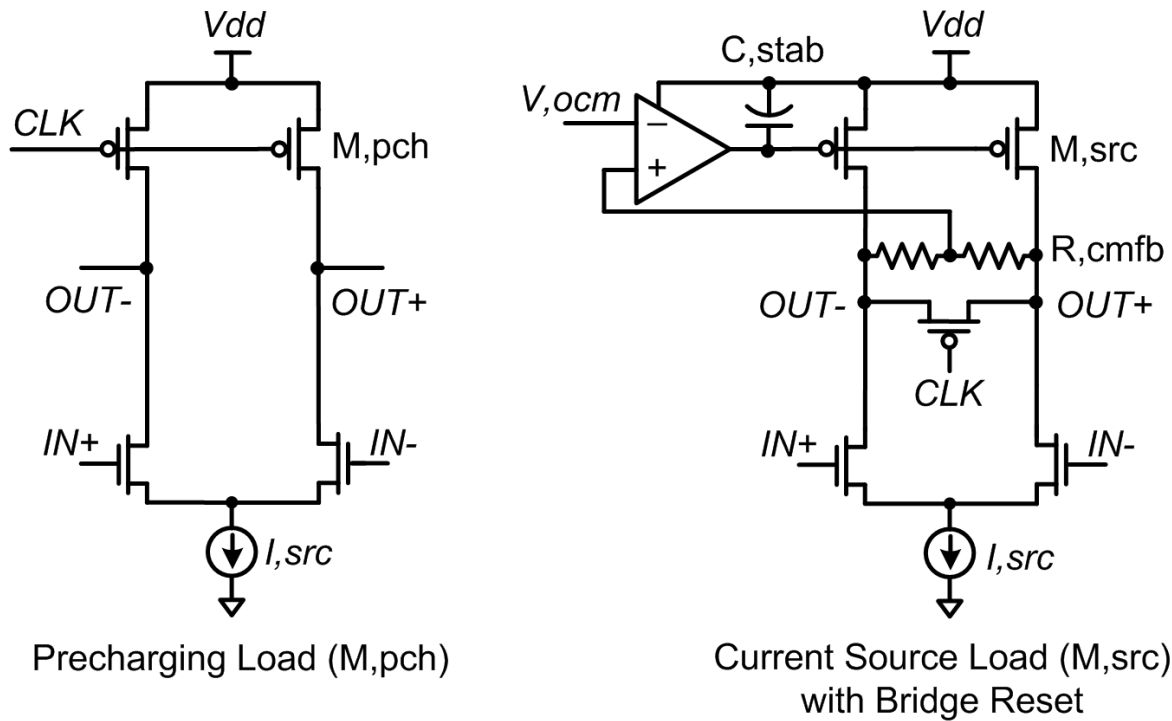 Vdd
CLK
M,pch
OUT-
OUT+
IN+
IN-
I,src
Precharging Load (M,pch)
Vdd
C,stab
V,ocm
−
+
M,src
R,cmfb
OUT-
OUT+
CLK
IN+
IN-
I,src
Current Source Load (M,src)
with Bridge Reset